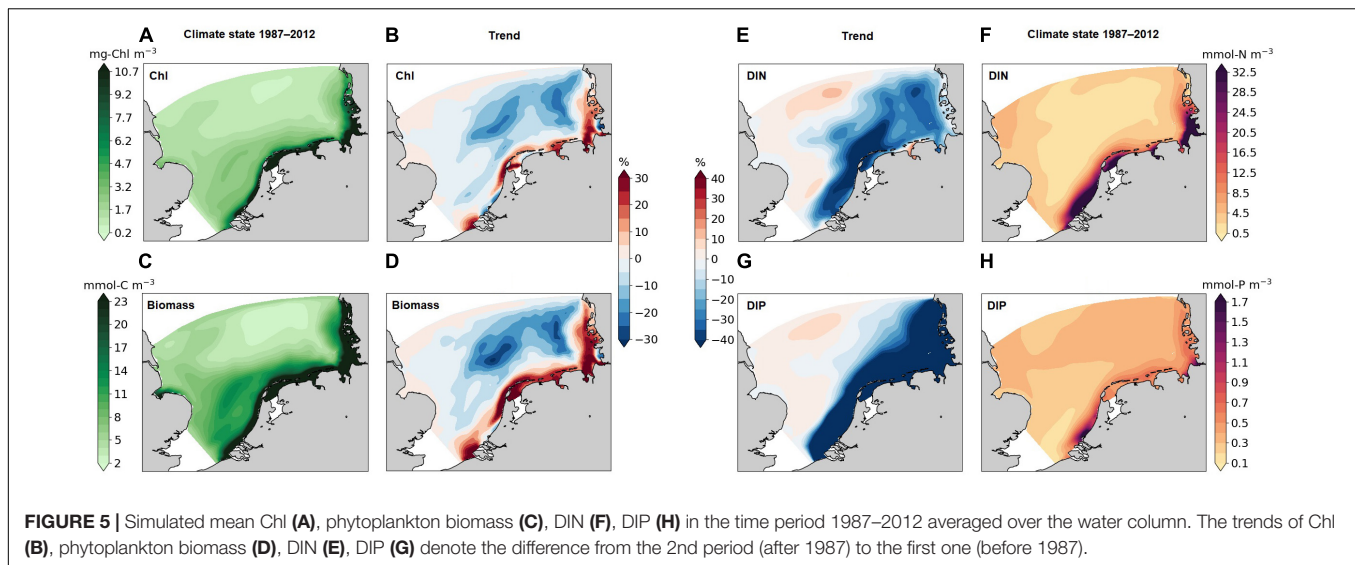 A
Climate state 1987–2012
B
Trend
E
Trend
F
Climate state 1987–2012
mg-Chl m⁻³
10.7
9.2
7.7
6.2
4.7
3.2
1.7
0.2
Chl
Chl
%
30
20
10
0
−10
−20
−30
%
40
30
20
10
0
−10
−20
−30
−40
DIN
DIN
mmol-N m⁻³
32.5
28.5
24.5
20.5
16.5
12.5
8.5
4.5
0.5
C
D
G
H
mmol-C m⁻³
23
20
17
14
11
8
5
2
Biomass
Biomass
DIP
DIP
mmol-P m⁻³
1.7
1.5
1.3
1.1
0.9
0.7
0.5
0.3
0.1
FIGURE 5 | Simulated mean Chl (A), phytoplankton biomass (C), DIN (F), DIP (H) in the time period 1987–2012 averaged over the water column. The trends of Chl
(B), phytoplankton biomass (D), DIN (E), DIP (G) denote the difference from the 2nd period (after 1987) to the first one (before 1987).